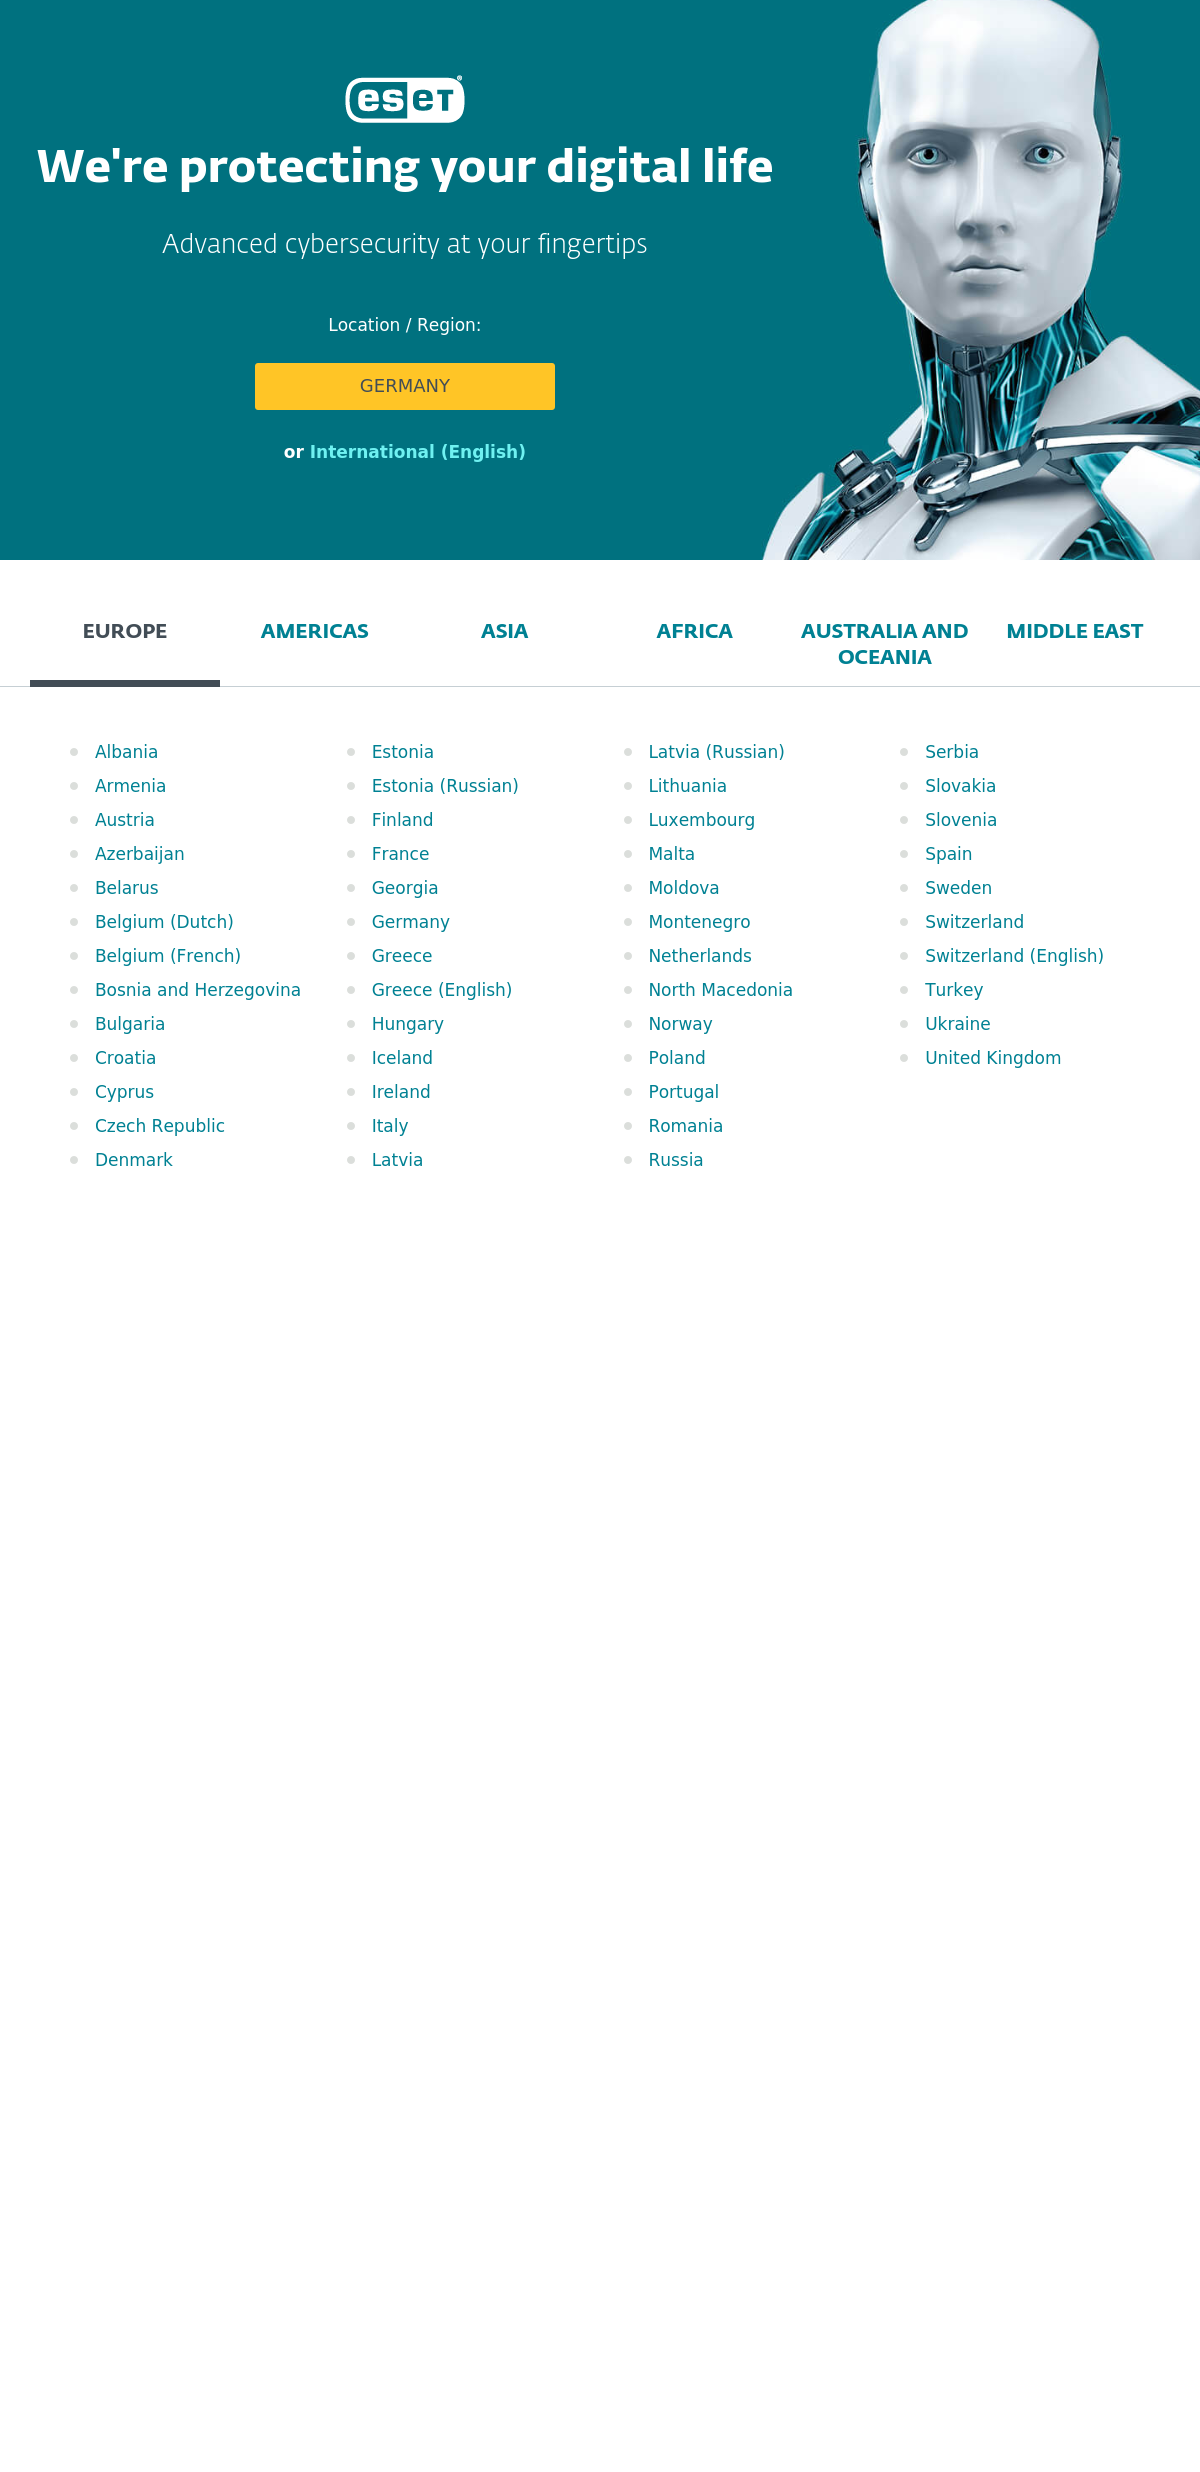 eset®
We're protecting your digital life
Advanced cybersecurity at your fingertips
Location / Region:
GERMANY
or International (English)
EUROPE
AMERICAS
ASIA
AFRICA
AUSTRALIA AND
OCEANIA
MIDDLE EAST
Albania
Armenia
Austria
Azerbaijan
Belarus
Belgium (Dutch)
Belgium (French)
Bosnia and Herzegovina
Bulgaria
Croatia
Cyprus
Czech Republic
Denmark
Estonia
Estonia (Russian)
Finland
France
Georgia
Germany
Greece
Greece (English)
Hungary
Iceland
Ireland
Italy
Latvia
Latvia (Russian)
Lithuania
Luxembourg
Malta
Moldova
Montenegro
Netherlands
North Macedonia
Norway
Poland
Portugal
Romania
Russia
Serbia
Slovakia
Slovenia
Spain
Sweden
Switzerland
Switzerland (English)
Turkey
Ukraine
United Kingdom